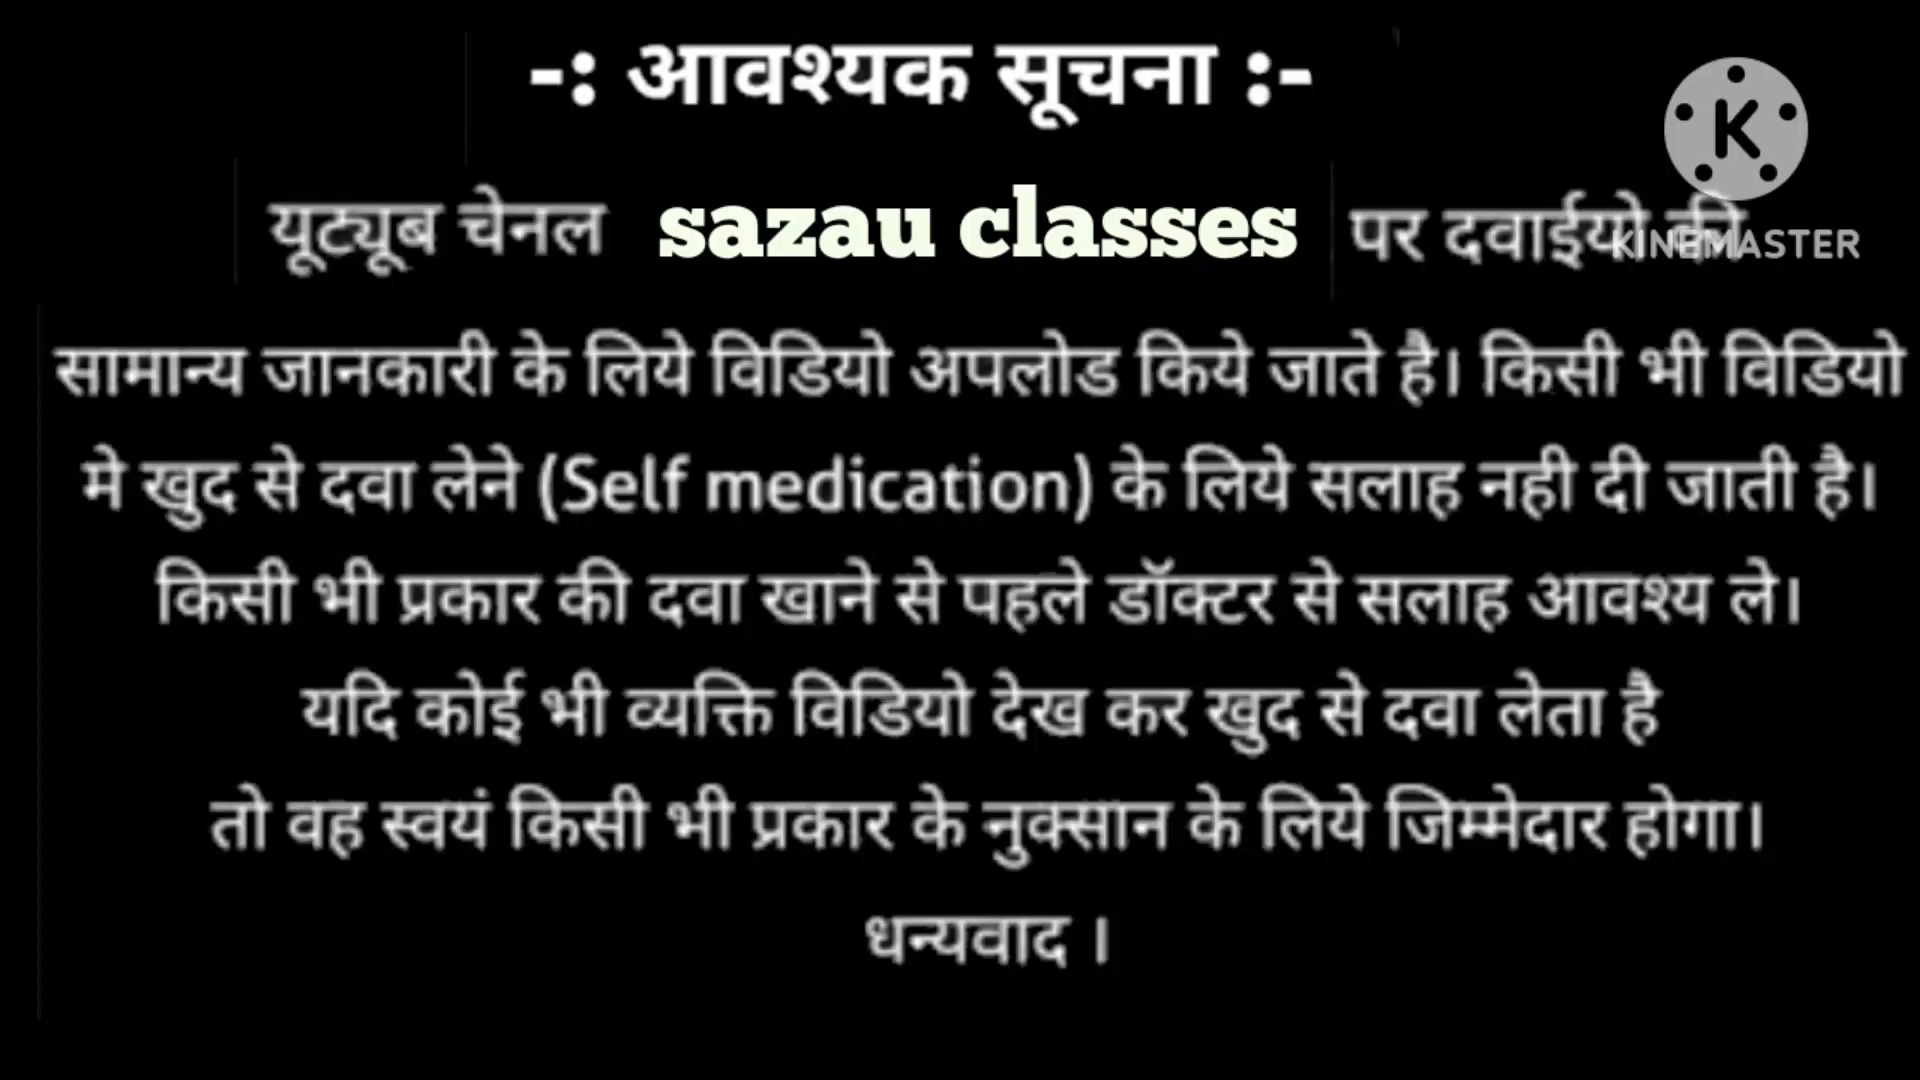 -: आवश्यक सूचना :-
K
यूट्यूब चेनल sazau classes पर दवाईयो की
KINEMASTER
सामान्य जानकारी के लिये विडियो अपलोड किये जाते है। किसी भी विडियो
मे खुद से दवा लेने (Self medication) के लिये सलाह नही दी जाती है।
किसी भी प्रकार की दवा खाने से पहले डॉक्टर से सलाह आवश्य ले।
यदि कोई भी व्यक्ति विडियो देख कर खुद से दवा लेता है
तो वह स्वयं किसी भी प्रकार के नुक्सान के लिये जिम्मेदार होगा।
धन्यवाद ।